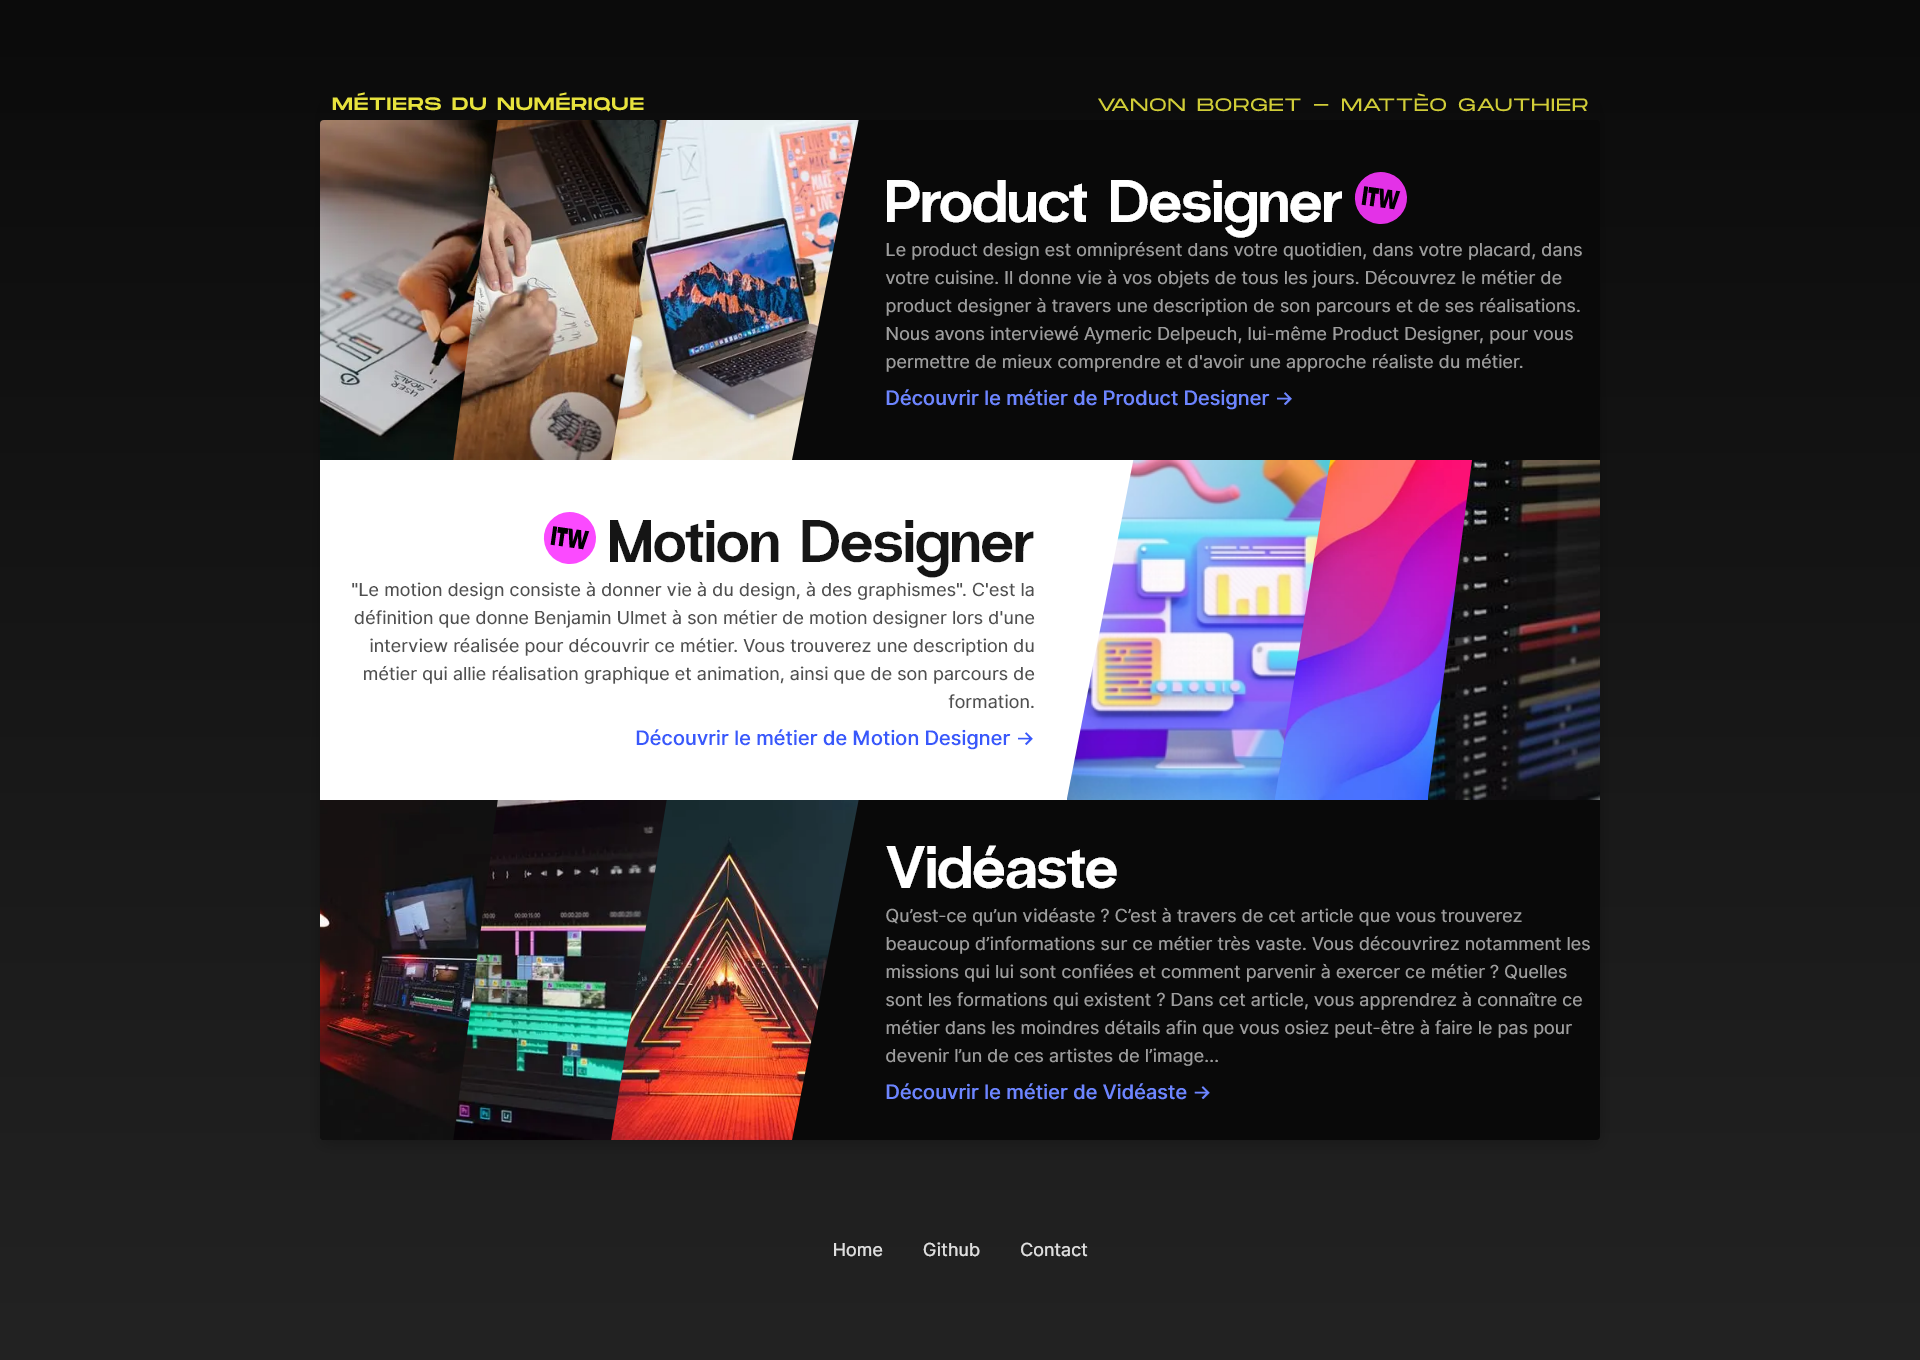 MÉTIERS DU NUMÉRIQUE
VANON BORGET — MATTÈO GAUTHIER
USER
GOALS
LIVE
MAKE
LIVE
Product Designer ITW
Le product design est omniprésent dans votre quotidien, dans votre placard, dans
votre cuisine. Il donne vie à vos objets de tous les jours. Découvrez le métier de
product designer à travers une description de son parcours et de ses réalisations.
Nous avons interviewé Aymeric Delpeuch, lui-même Product Designer, pour vous
permettre de mieux comprendre et d'avoir une approche réaliste du métier.
Découvrir le métier de Product Designer →
ITW Motion Designer
"Le motion design consiste à donner vie à du design, à des graphismes". C'est la
définition que donne Benjamin Ulmet à son métier de motion designer lors d'une
interview réalisée pour découvrir ce métier. Vous trouverez une description du
métier qui allie réalisation graphique et animation, ainsi que de son parcours de
formation.
Découvrir le métier de Motion Designer →
Vidéaste
Qu’est-ce qu’un vidéaste ? C’est à travers de cet article que vous trouverez
beaucoup d’informations sur ce métier très vaste. Vous découvrirez notamment les
missions qui lui sont confiées et comment parvenir à exercer ce métier ? Quelles
sont les formations qui existent ? Dans cet article, vous apprendrez à connaître ce
métier dans les moindres détails afin que vous osiez peut-être à faire le pas pour
devenir l’un de ces artistes de l’image...
Découvrir le métier de Vidéaste →
Home Github Contact